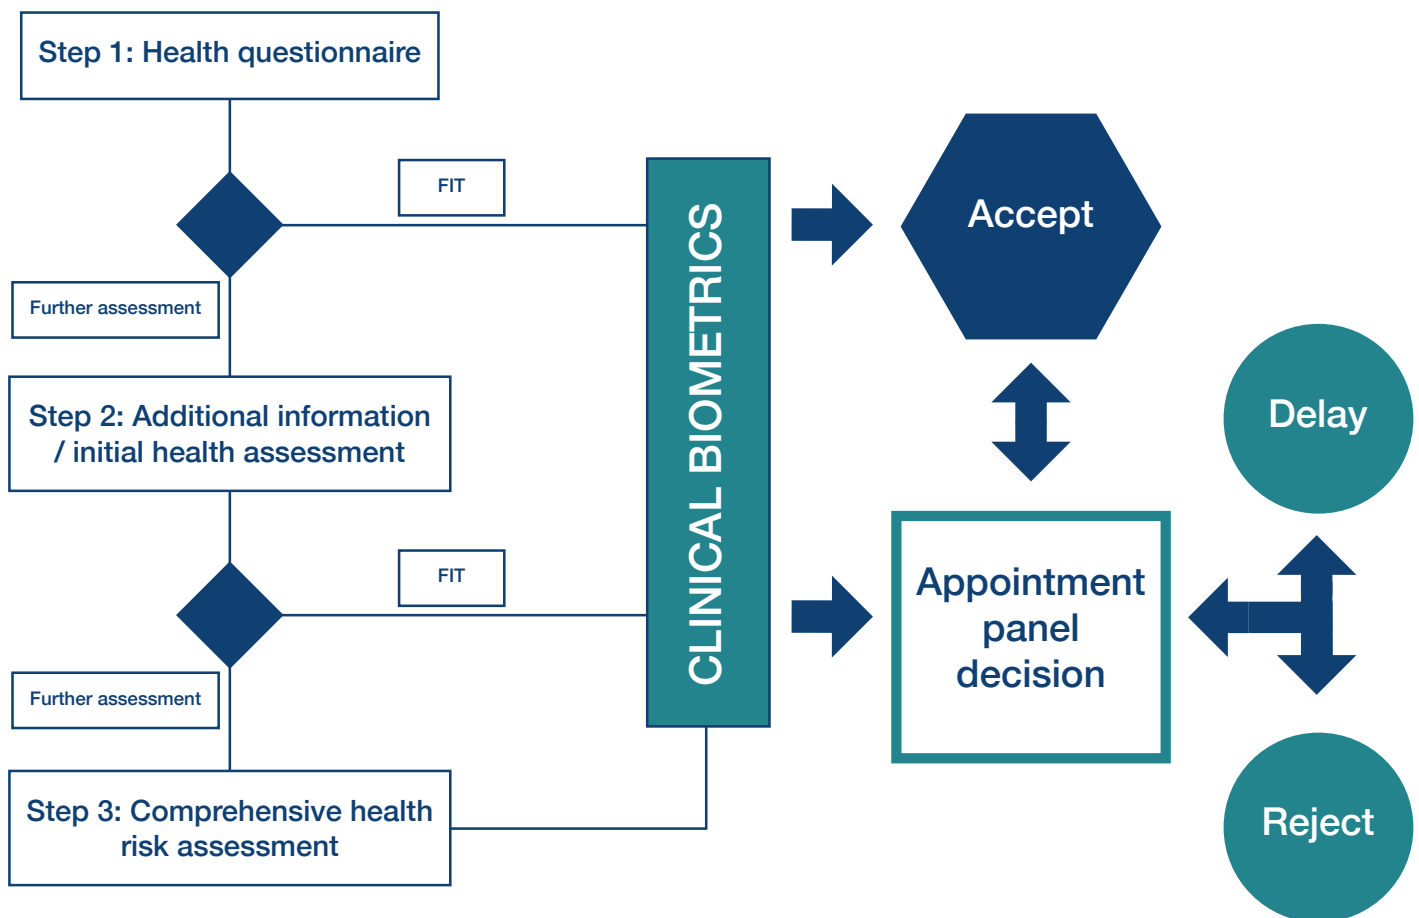 Step 1: Health questionnaire
FIT
Further assessment
Step 2: Additional information
/ initial health assessment
FIT
Further assessment
Step 3: Comprehensive health
risk assessment
CLINICAL BIOMETRICS
Accept
Appointment
panel
decision
Delay
Reject